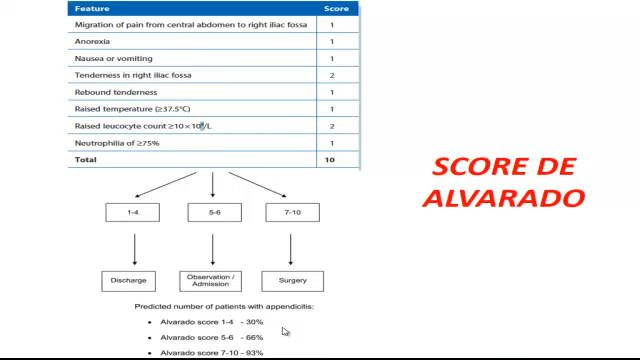 Feature Score
Migration of pain from central abdomen to right iliac fossa 1
Anorexia 1
Nausea or vomiting 1
Tenderness in right iliac fossa 2
Rebound tenderness 1
Raised temperature (≥37.5°C) 1
Raised leucocyte count ≥10 × 10⁹/L 2
Neutrophilia of ≥75% 1
Total 10
SCORE DE
ALVARADO
1-4 5-6 7-10
Discharge Observation / Surgery
Admission
Predicted number of patients with appendicitis:
• Alvarado score 1-4 - 30%
• Alvarado score 5-6 - 66%
• Alvarado score 7-10 - 93%